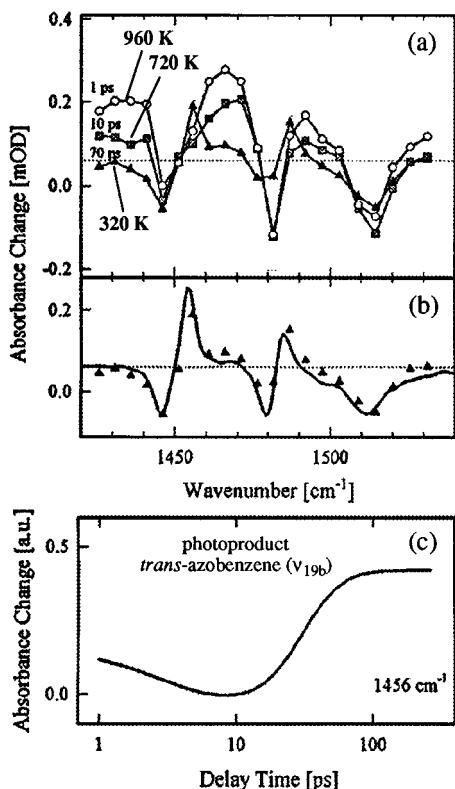 (a)
960 K
1 ps
720 K
10 ps
70 ps
320 K
0.4
0.2
0.0
-0.2
Absorbance Change [mOD]
(b)
0.2
0.0
1450
1500
Wavenumber [cm⁻¹]
(c)
photoproduct
trans-azobenzene (ν19b)
0.5
0.0
Absorbance Change [a.u.]
1456 cm⁻¹
1
10
100
Delay Time [ps]